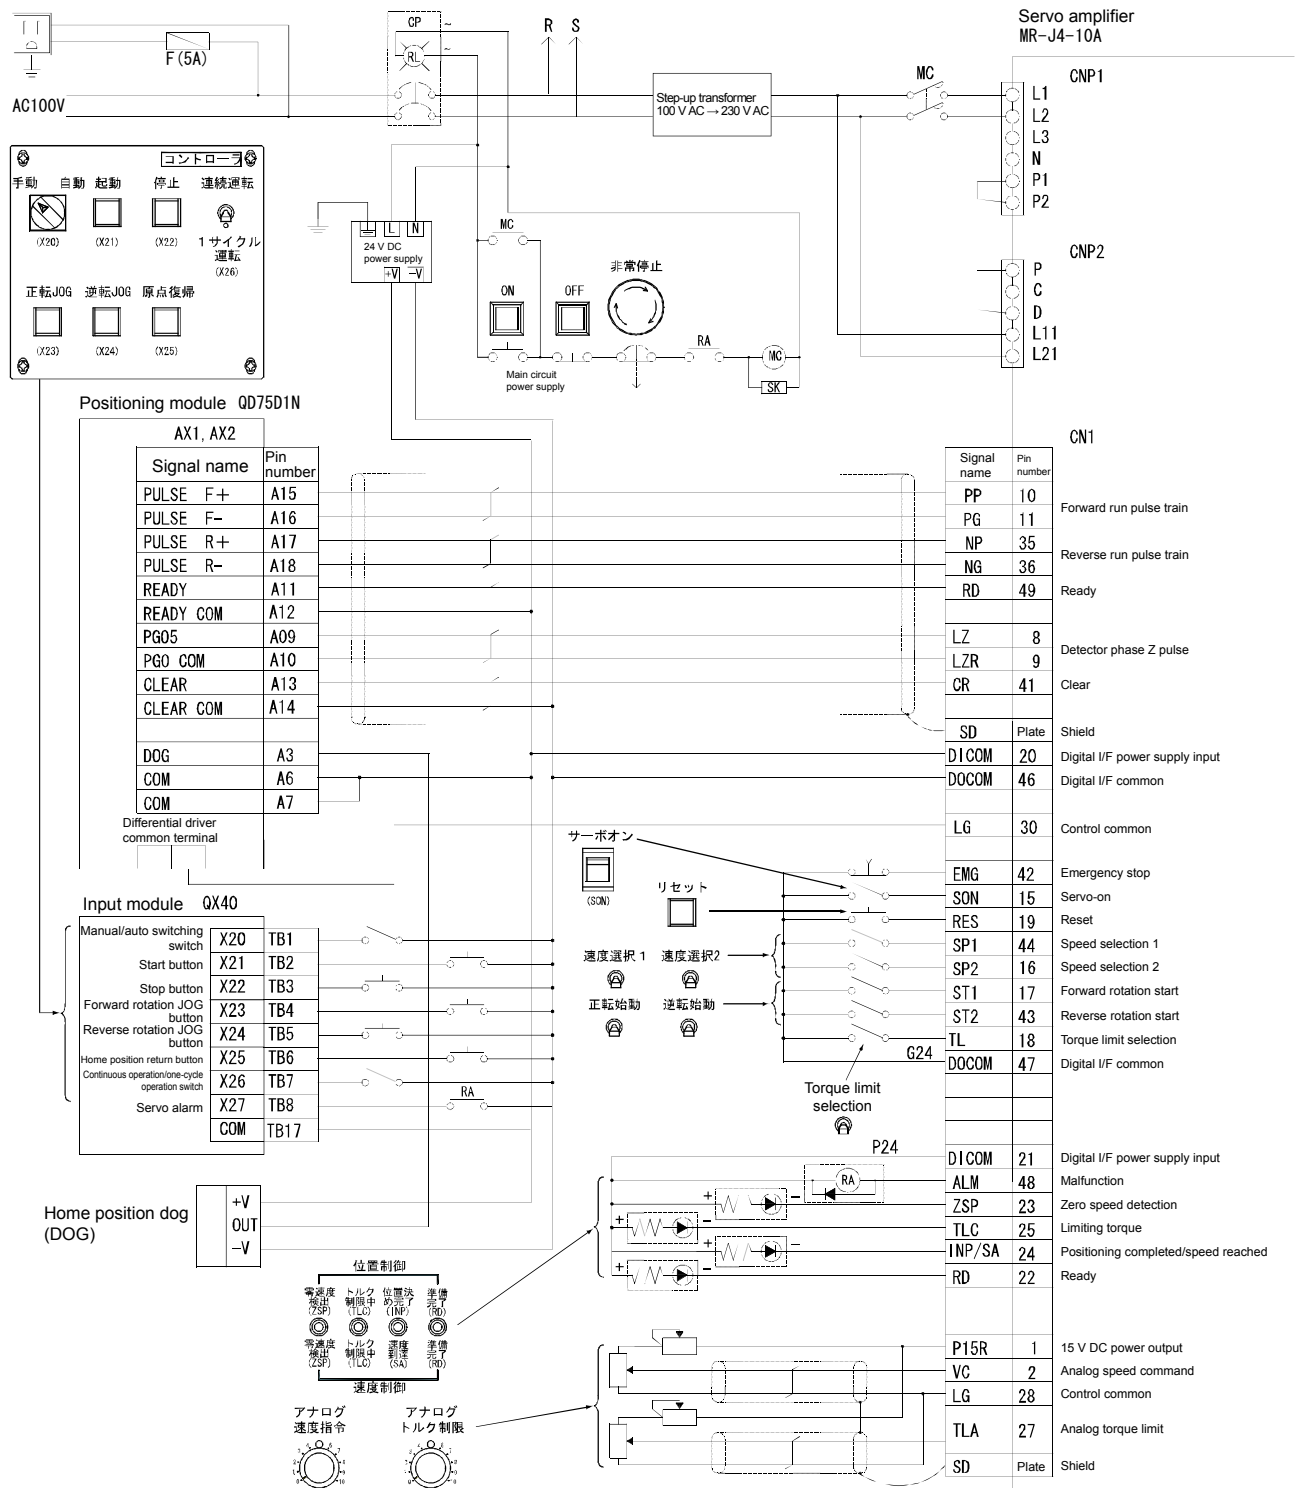 Servo amplifier
MR-J4-10A
F(5A)
AC100V
CP
~
RL
~
R S
Step-up transformer
100 V AC → 230 V AC
MC
CNP1
L1
L2
L3
N
P1
P2
CNP2
P
C
D
L11
L21
コントローラ
手動 自動 起動 停止 連続運転
(X20) (X21) (X22)
1サイクル
運転
(X26)
正転JOG 逆転JOG 原点復帰
(X23) (X24) (X25)
L N
24 V DC
power supply
+V -V
MC
ON OFF 非常停止
RA
MC
SK
Main circuit
power supply
Positioning module QD75D1N
AX1, AX2
Signal name Pin number
PULSE F+ A15
PULSE F- A16
PULSE R+ A17
PULSE R- A18
READY A11
READY COM A12
PGO5 A09
PGO COM A10
CLEAR A13
CLEAR COM A14
DOG A3
COM A6
COM A7
Differential driver
common terminal
CN1
Signal name Pin number
PP 10
PG 11
Forward run pulse train
NP 35
NG 36
Reverse run pulse train
RD 49 Ready
LZ 8
LZR 9
Detector phase Z pulse
CR 41 Clear
SD Plate Shield
DICOM 20 Digital I/F power supply input
DOCOM 46 Digital I/F common
LG 30 Control common
EMG 42 Emergency stop
SON 15 Servo-on
RES 19 Reset
SP1 44 Speed selection 1
SP2 16 Speed selection 2
ST1 17 Forward rotation start
ST2 43 Reverse rotation start
TL 18 Torque limit selection
G24
DOCOM 47 Digital I/F common
サーボオン
(SON)
リセット
速度選択1 速度選択2
正転始動 逆転始動
Torque limit
selection
Input module QX40
Manual/auto switching
switch X20 TB1
Start button X21 TB2
Stop button X22 TB3
Forward rotation JOG
button X23 TB4
Reverse rotation JOG
button X24 TB5
Home position return button X25 TB6
Continuous operation/one-cycle
operation switch X26 TB7
Servo alarm X27 TB8
RA
COM TB17
Home position dog
(DOG)
+V
OUT
-V
P24
DICOM 21 Digital I/F power supply input
RA
ALM 48 Malfunction
+ -
ZSP 23 Zero speed detection
+ -
TLC 25 Limiting torque
+ -
INP/SA 24 Positioning completed/speed reached
+ -
RD 22 Ready
位置制御
零速度 トルク 位置決 準備
検出 制限中 め完了 完了
(ZSP) (TLC) (INP) (RD)
零速度 トルク 速度 準備
検出 制限中 到達 完了
(ZSP) (TLC) (SA) (RD)
速度制御
アナログ
速度指令
アナログ
トルク制限
P15R 1 15 V DC power output
VC 2 Analog speed command
LG 28 Control common
TLA 27 Analog torque limit
SD Plate Shield